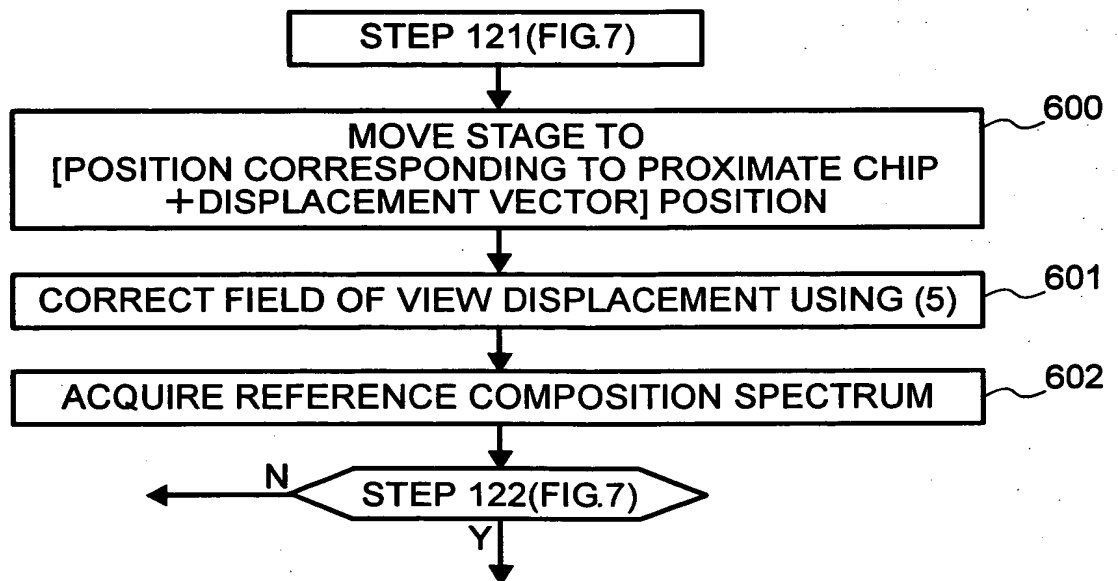 STEP 121(FIG.7)
600
MOVE STAGE TO
[POSITION CORRESPONDING TO PROXIMATE CHIP
+DISPLACEMENT VECTOR] POSITION
601
CORRECT FIELD OF VIEW DISPLACEMENT USING (5)
602
ACQUIRE REFERENCE COMPOSITION SPECTRUM
N
STEP 122(FIG.7)
Y